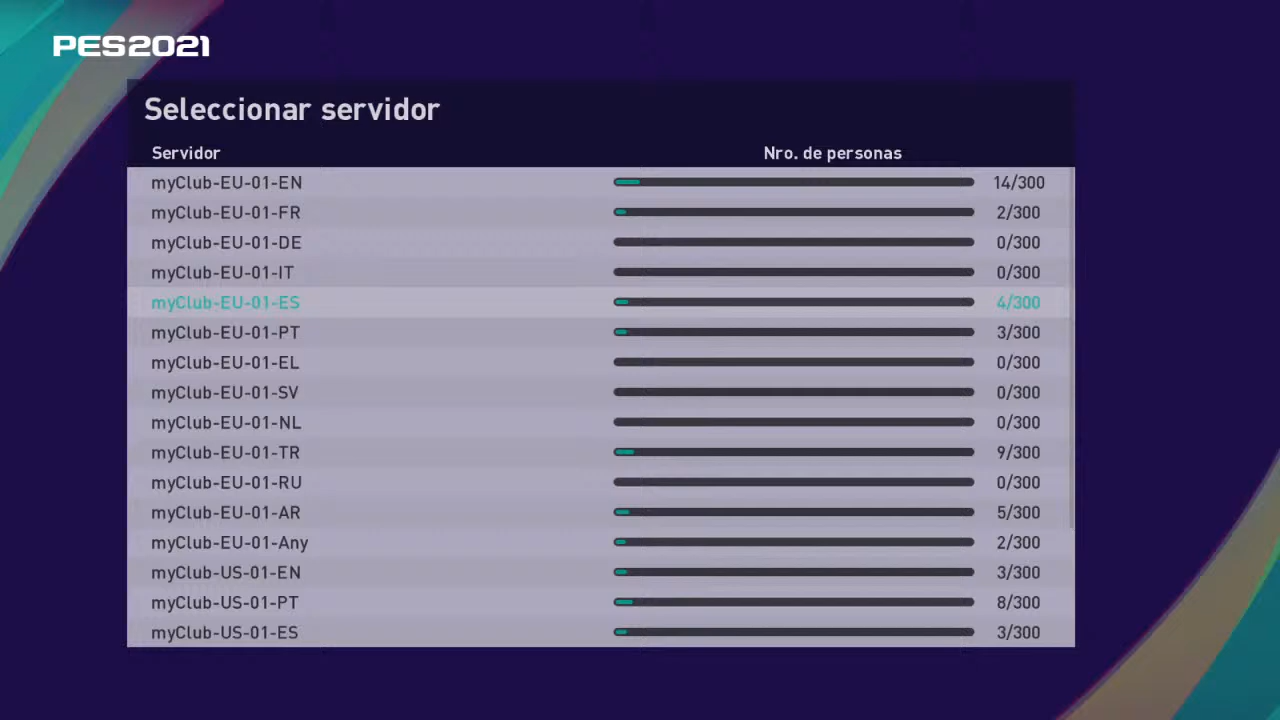 PES2021
Seleccionar servidor
Servidor Nro. de personas
myClub-EU-01-EN 14/300
myClub-EU-01-FR 2/300
myClub-EU-01-DE 0/300
myClub-EU-01-IT 0/300
myClub-EU-01-ES 4/300
myClub-EU-01-PT 3/300
myClub-EU-01-EL 0/300
myClub-EU-01-SV 0/300
myClub-EU-01-NL 0/300
myClub-EU-01-TR 9/300
myClub-EU-01-RU 0/300
myClub-EU-01-AR 5/300
myClub-EU-01-Any 2/300
myClub-US-01-EN 3/300
myClub-US-01-PT 8/300
myClub-US-01-ES 3/300